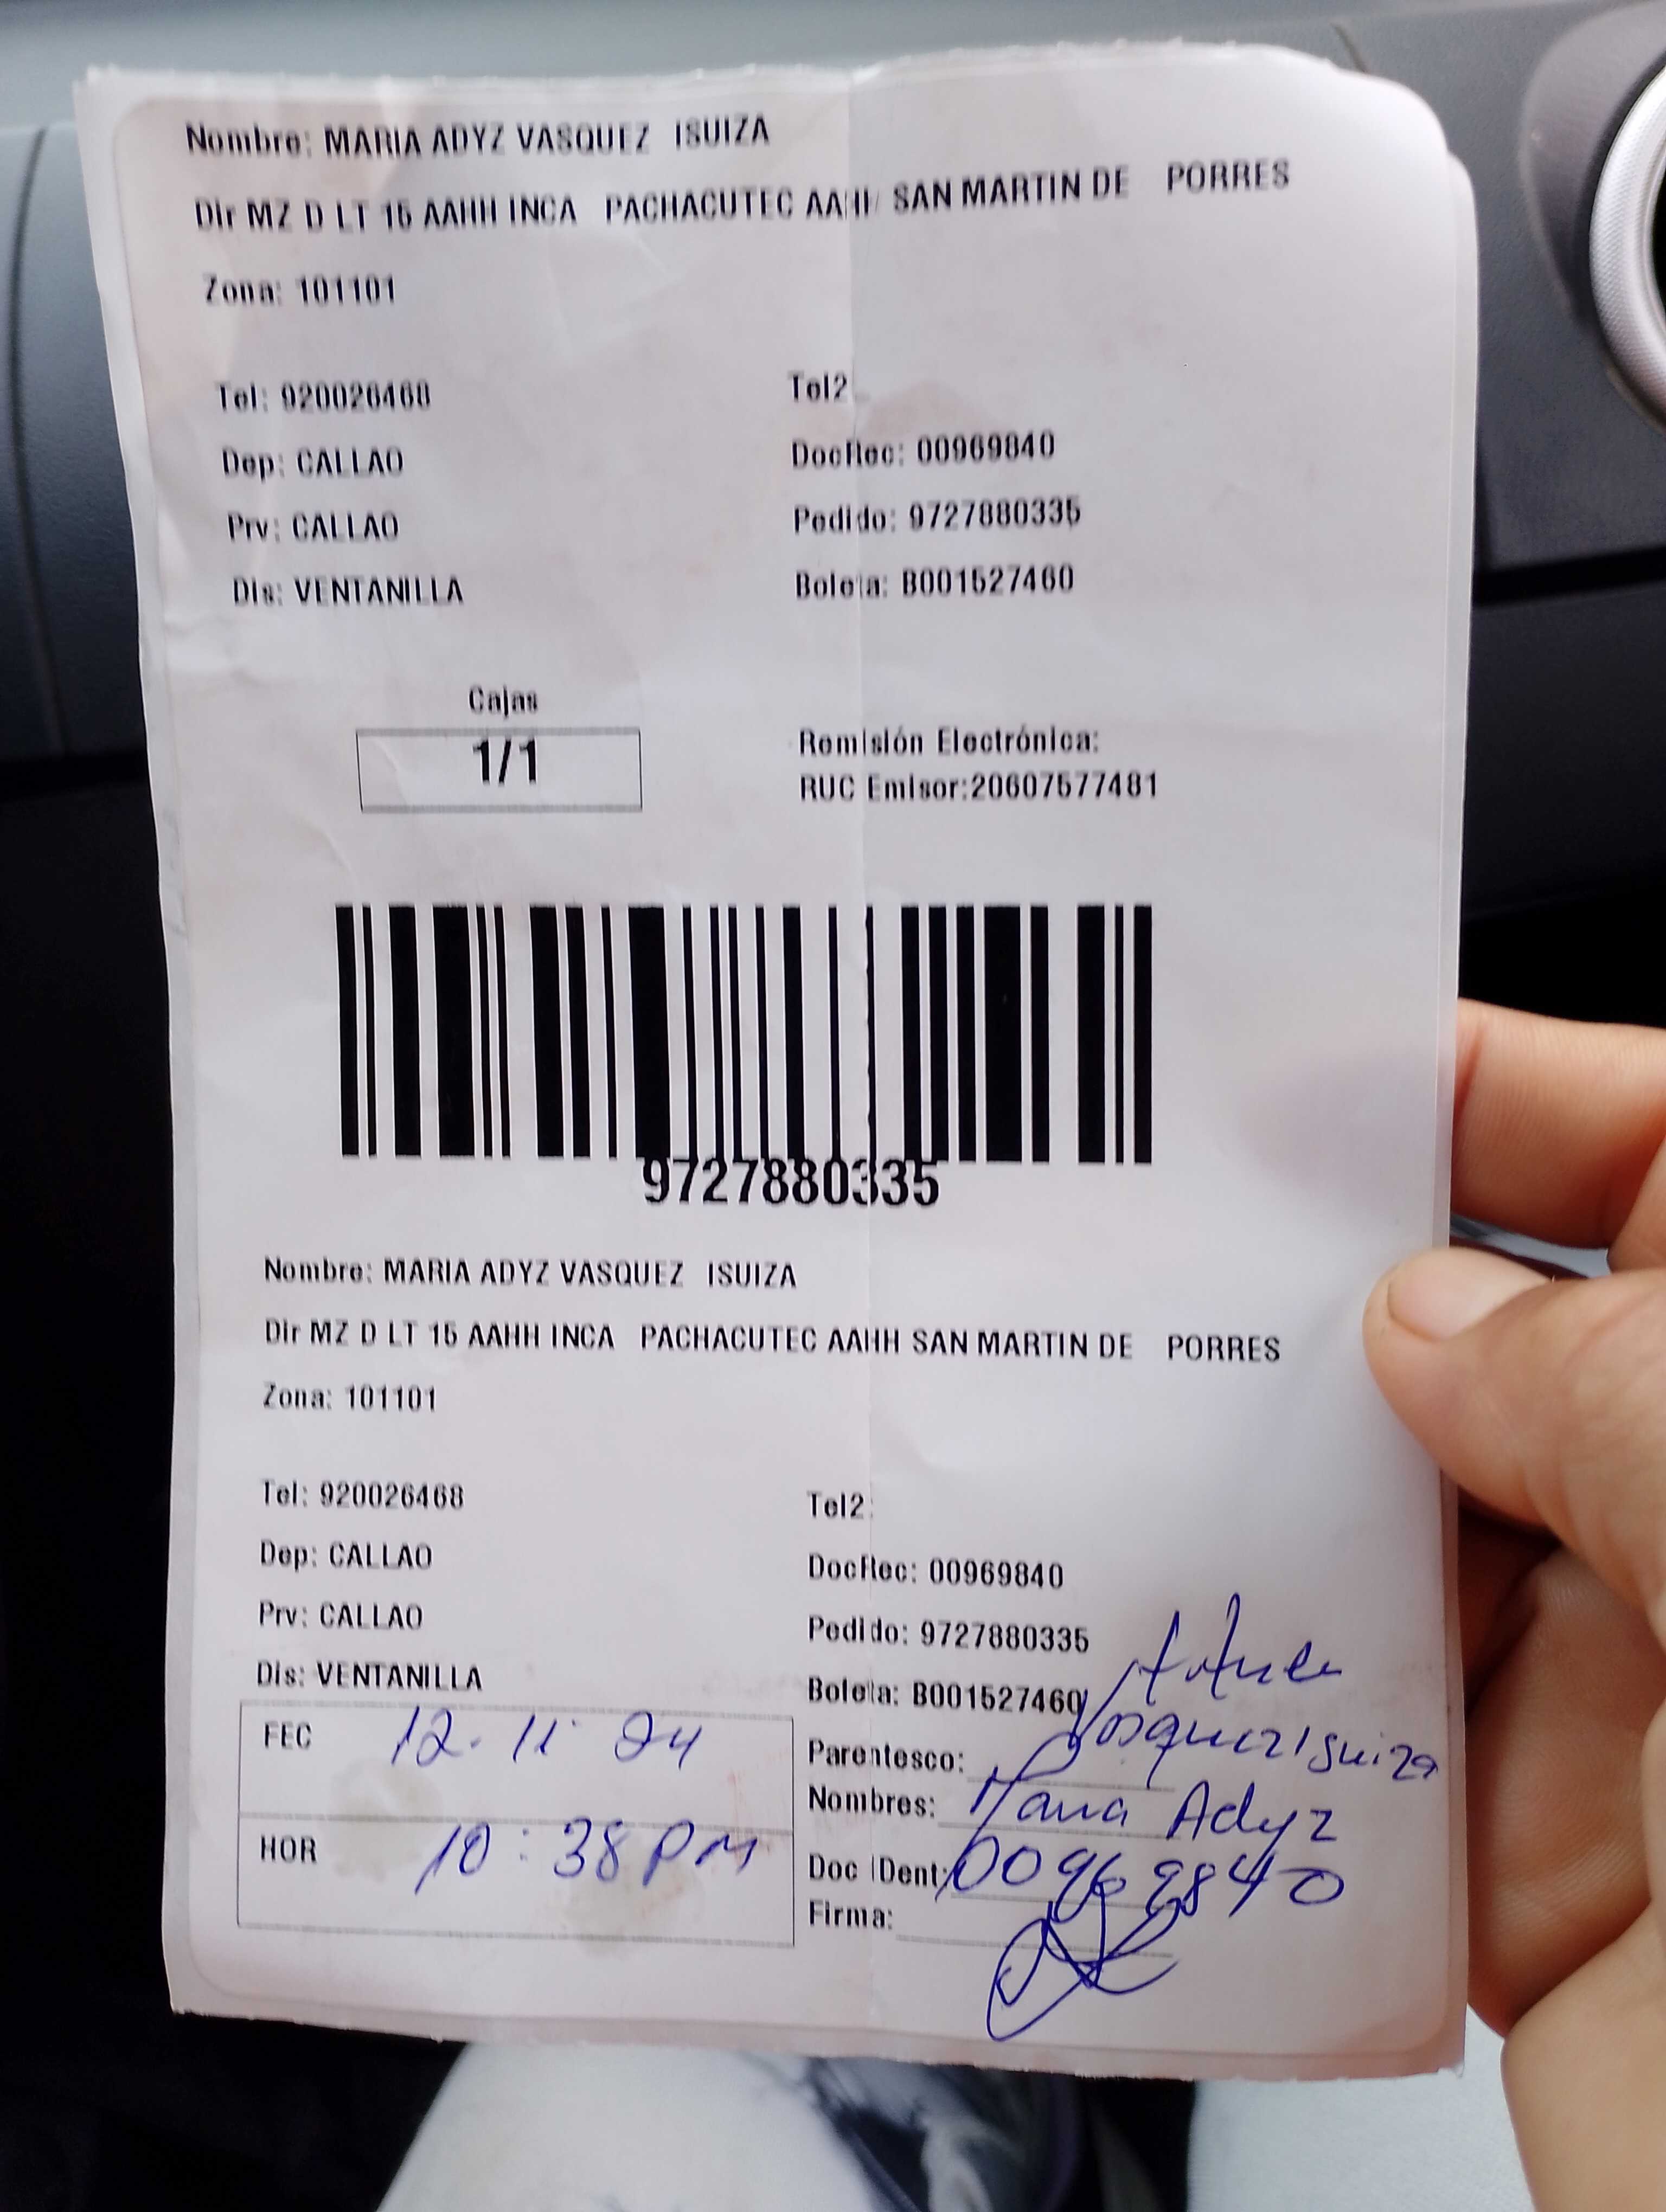 Nombre: MARIA ADYZ VASQUEZ ISUIZA
Dir MZ D LT 15 AAHH INCA PACHACUTEC AAHH SAN MARTIN DE PORRES
Zona: 101101
Tel: 920026468 Tel2:
Dep: CALLAO DocRec: 00969840
Prv: CALLAO Pedido: 9727880335
Dis: VENTANILLA Boleta: B001527460
Cajas
1/1
Remisión Electrónica:
RUC Emisor:20607577481
9727880335
Nombre: MARIA ADYZ VASQUEZ ISUIZA
Dir MZ D LT 15 AAHH INCA PACHACUTEC AAHH SAN MARTIN DE PORRES
Zona: 101101
Tel: 920026468 Tel2:
Dep: CALLAO DocRec: 00969840
Prv: CALLAO Pedido: 9727880335
Dis: VENTANILLA Boleta: B001527460
FEC 12. 11 24
HOR 10:38 PM
Parentesco: Vasquez Isuiza
Nombres: Maria Adyz
Doc IDent: 00969840
Firma: